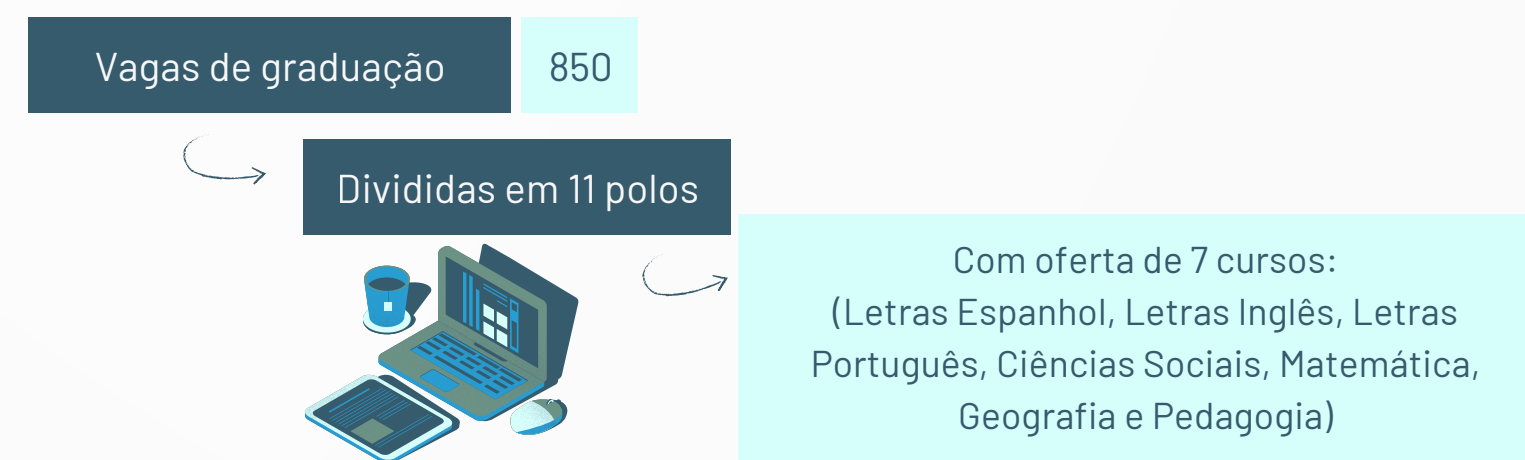 Vagas de graduação
850
Divididas em 11 polos
Com oferta de 7 cursos:
(Letras Espanhol, Letras Inglês, Letras
Português, Ciências Sociais, Matemática,
Geografia e Pedagogia)